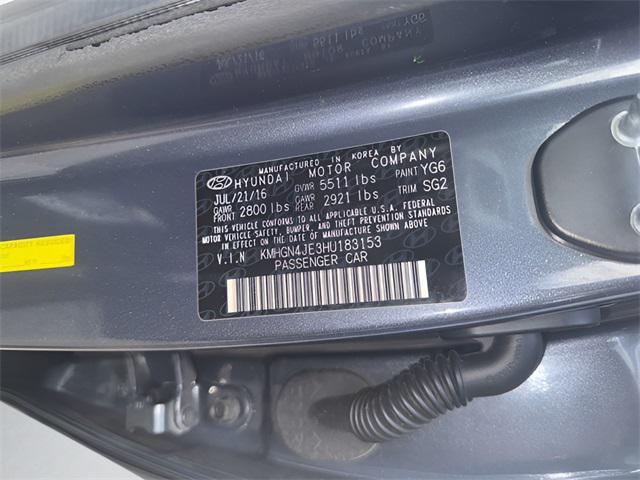 MANUFACTURED IN KOREA BY
HYUNDAI MOTOR COMPANY
JUL/21/16 GVWR 5511 lbs PAINT YG6
GAWR FRONT 2800 lbs GAWR REAR 2921 lbs TRIM SG2
THIS VEHICLE CONFORMS TO ALL APPLICABLE U.S.A. FEDERAL
MOTOR VEHICLE SAFETY, BUMPER, AND THEFT PREVENTION STANDARDS
IN EFFECT ON THE DATE OF MANUFACTURE SHOWN ABOVE.
V.I.N KMHGN4JE3HU183153
PASSENGER CAR